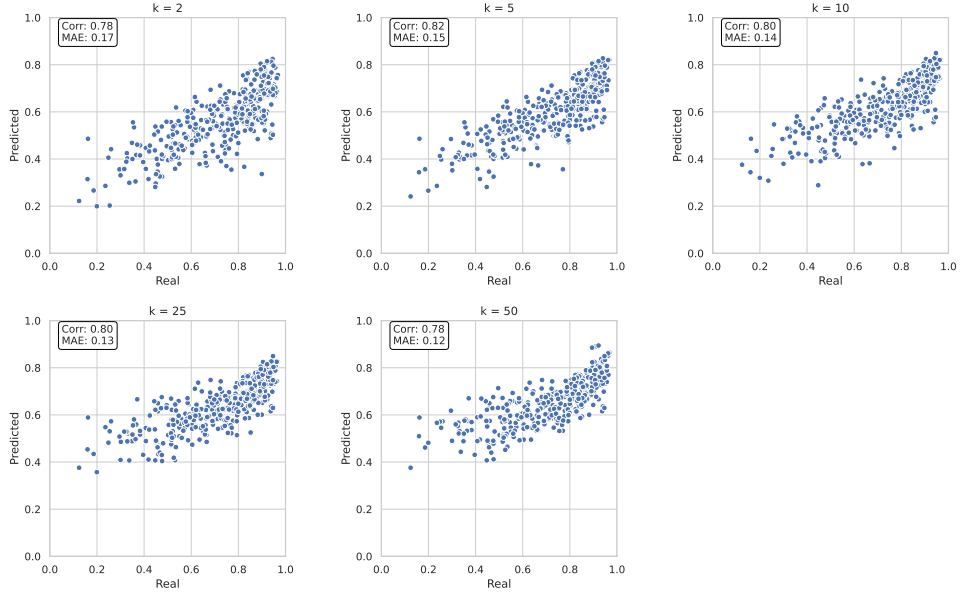 k = 2
Corr: 0.78
MAE: 0.17
1.0
0.8
0.6
0.4
0.2
0.0
Predicted
0.0 0.2 0.4 0.6 0.8 1.0
Real
k = 5
Corr: 0.82
MAE: 0.15
1.0
0.8
0.6
0.4
0.2
0.0
Predicted
0.0 0.2 0.4 0.6 0.8 1.0
Real
k = 10
Corr: 0.80
MAE: 0.14
1.0
0.8
0.6
0.4
0.2
0.0
Predicted
0.0 0.2 0.4 0.6 0.8 1.0
Real
k = 25
Corr: 0.80
MAE: 0.13
1.0
0.8
0.6
0.4
0.2
0.0
Predicted
0.0 0.2 0.4 0.6 0.8 1.0
Real
k = 50
Corr: 0.78
MAE: 0.12
1.0
0.8
0.6
0.4
0.2
0.0
Predicted
0.0 0.2 0.4 0.6 0.8 1.0
Real